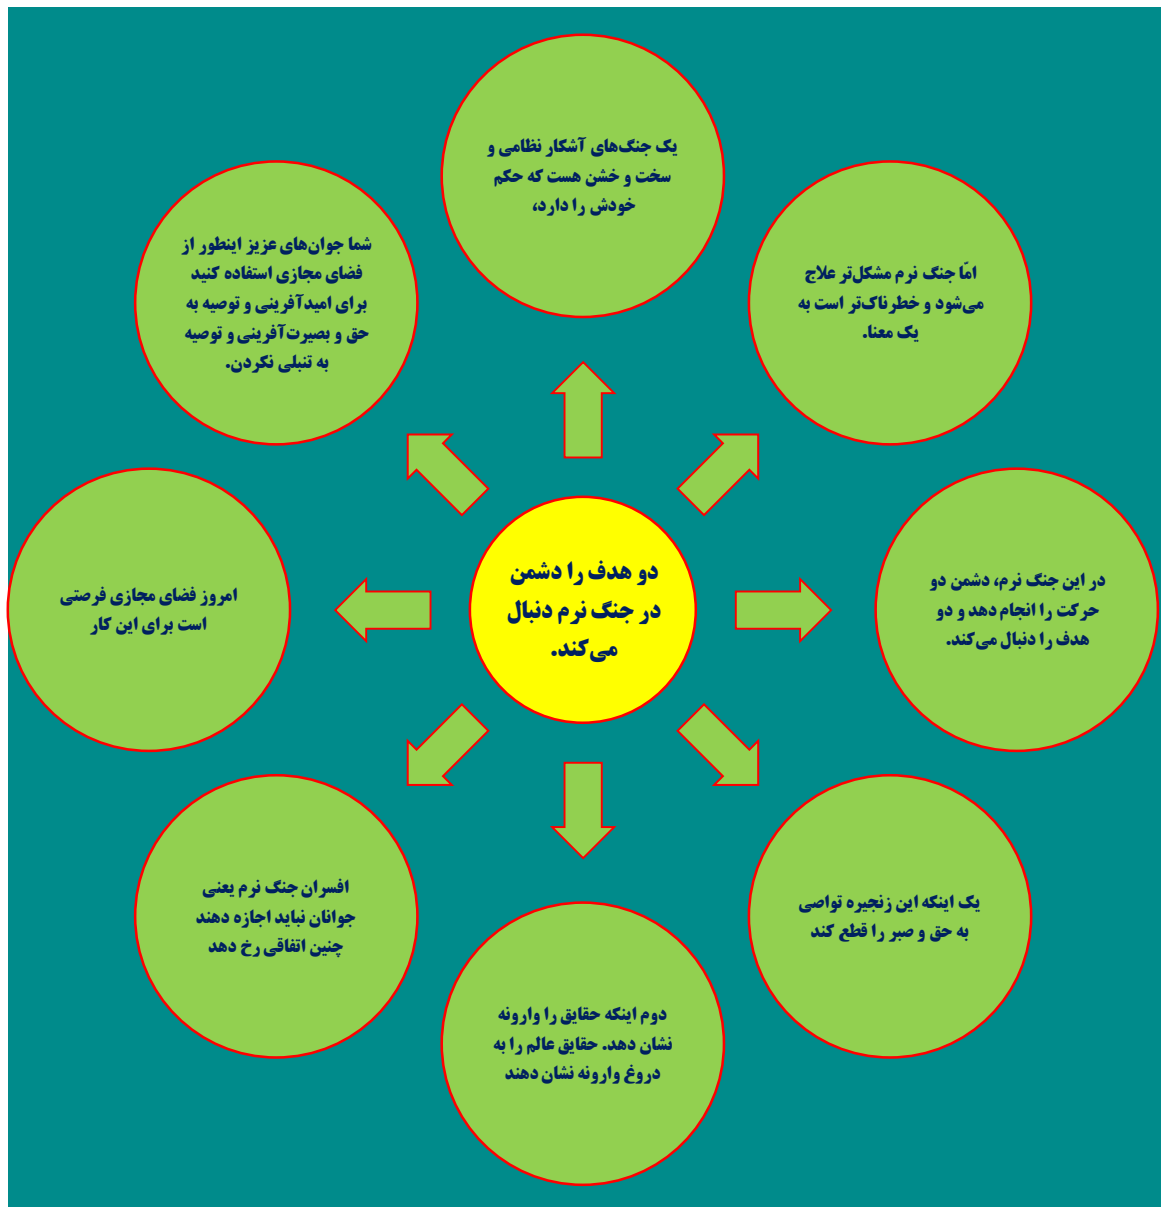 دو هدف را دشمن
در جنگ نرم دنبال
می‌کند.
یک جنگ‌های آشکار نظامی و
سخت و خشن هست که حکم
خودش را دارد،
امّا جنگ نرم مشکل‌تر علاج
می‌شود و خطرناک‌تر است به
یک معنا.
در این جنگ نرم، دشمن دو
حرکت را انجام دهد و دو
هدف را دنبال می‌کند.
یک اینکه این زنجیره تواصی
به حق و صبر را قطع کند
دوم اینکه حقایق را وارونه
نشان دهد. حقایق عالم را به
دروغ وارونه نشان دهند
افسران جنگ نرم یعنی
جوانان نباید اجازه دهند
چنین اتفاقی رخ دهد
امروز فضای مجازی فرصتی
است برای این کار
شما جوان‌های عزیز اینطور از
فضای مجازی استفاده کنید
برای امیدآفرینی و توصیه به
حق و بصیرت‌آفرینی و توصیه
به تنبلی نکردن.